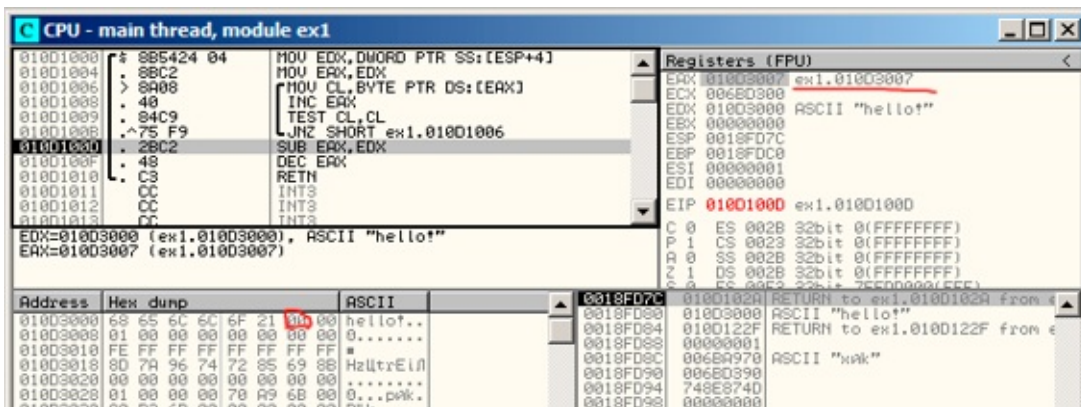 CPU - main thread, module ex1
010D1000 $ 8B5424 04 MOV EDX,DWORD PTR SS:[ESP+4]
010D1004 . 8BC2 MOV EAX,EDX
010D1006 > 8A08 MOV CL,BYTE PTR DS:[EAX]
010D1008 . 40 INC EAX
010D1009 . 84C9 TEST CL,CL
010D100B .^75 F9 JNZ SHORT ex1.010D1006
010D100D . 2BC2 SUB EAX,EDX
010D100F . 48 DEC EAX
010D1010 . C3 RETN
010D1011 CC INT3
010D1012 CC INT3
010D1013 CC INT3
EDX=010D3000 (ex1.010D3000), ASCII "hello!"
EAX=010D3007 (ex1.010D3007)
Registers (FPU) <
EAX 010D3007 ex1.010D3007
ECX 006BD300
EDX 010D3000 ASCII "hello!"
EBX 00000000
ESP 0018FD7C
EBP 0018FDC0
ESI 00000001
EDI 00000000
EIP 010D100D ex1.010D100D
C 0 ES 002B 32bit 0(FFFFFFFF)
P 1 CS 0023 32bit 0(FFFFFFFF)
A 0 SS 002B 32bit 0(FFFFFFFF)
Z 1 DS 002B 32bit 0(FFFFFFFF)
Address Hex dump ASCII
010D3000 68 65 6C 6C 6F 21 00 00 hello!..
010D3008 01 00 00 00 00 00 00 00
010D3010 FE FF FF FF FF FF FF FF
010D3018 8D 7A 96 74 72 85 69 8B
010D3020 00 00 00 00 00 00 00 00 ........
010D3028 01 00 00 00 70 A9 6B 00
0018FD7C 010D102A RETURN to ex1.010D102A from
0018FD80 010D3000 ASCII "hello!"
0018FD84 010D122F RETURN to ex1.010D122F from
0018FD88 00000001
0018FD8C 006BA970 ASCII
0018FD90 006BD390
0018FD94 748E874D
0018FD98 00000000